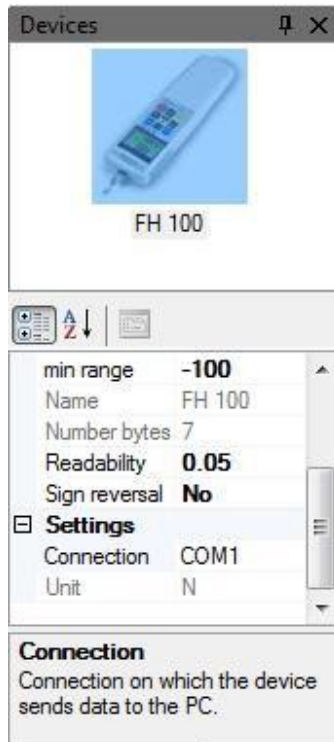 Devices
FH 100
min range -100
Name FH 100
Number bytes 7
Readability 0.05
Sign reversal No
Settings
Connection COM1
Unit N
Connection
Connection on which the device
sends data to the PC.